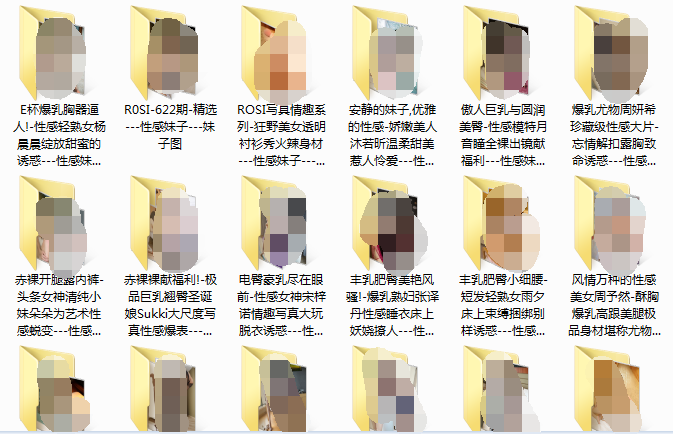 E杯爆乳胸器逼
人!-性感轻熟女杨
晨晨绽放甜蜜的
诱惑---性感妹...
R0SI-622期-精选
---性感妹子---妹
子图
ROSI写真情趣系
列-狂野美女透明
衬衫秀火辣身材
---性感妹子---...
安静的妹子,优雅
的性感-娇嫩美人
沐若昕温柔甜美
惹人怜爱---性...
傲人巨乳与圆润
美臀-性感模特月
音瞳全裸出镜献
福利---性感妹...
爆乳尤物周妍希
珍藏级性感大片-
忘情解扣露胸致
命诱惑---性感...
赤裸开腿露内裤-
头条女神清纯小
妹朵朵为艺术性
感蜕变---性感...
赤裸裸献福利!-极
品巨乳翘臀圣诞
娘Sukki大尺度写
真性感爆表---...
电臀豪乳尽在眼
前-性感女神宋梓
诺情趣写真大玩
脱衣诱惑---性...
丰乳肥臀美艳风
骚!-爆乳熟妇张泽
丹性感睡衣床上
妖娆撩人---性...
丰乳肥臀小细腰-
短发轻熟女雨夕
床上束缚捆绑别
样诱惑---性感...
风情万种的性感
美女周予然-酥胸
爆乳高跟美腿极
品身材堪称尤物...